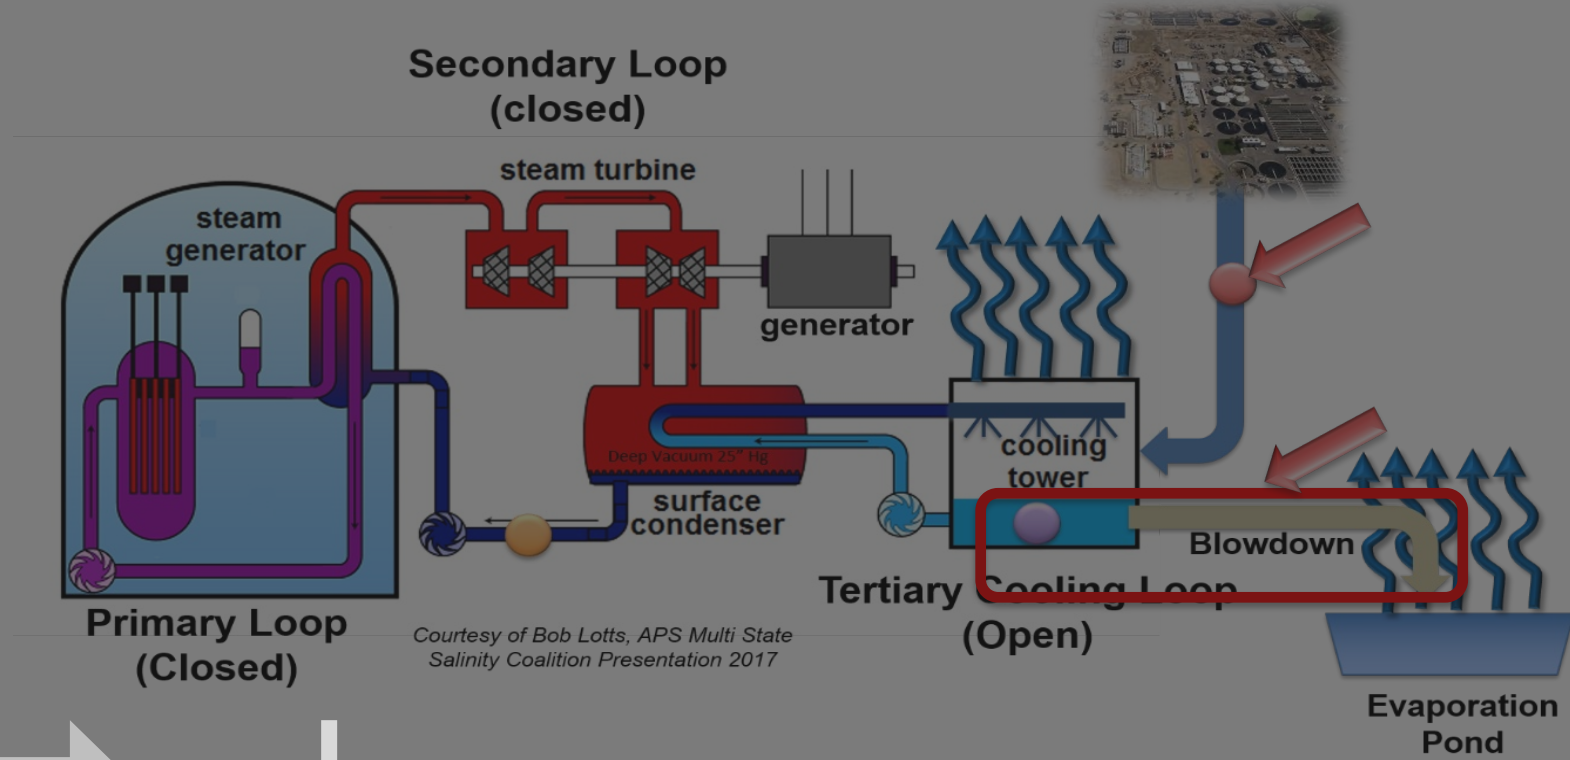 Secondary Loop
(closed)
steam turbine
steam
generator
generator
cooling
tower
Deep Vacuum 25" Hg
surface
condenser
Blowdown
Tertiary Cooling Loop
(Open)
Primary Loop
(Closed)
Courtesy of Bob Lotts, APS Multi State
Salinity Coalition Presentation 2017
Evaporation
Pond